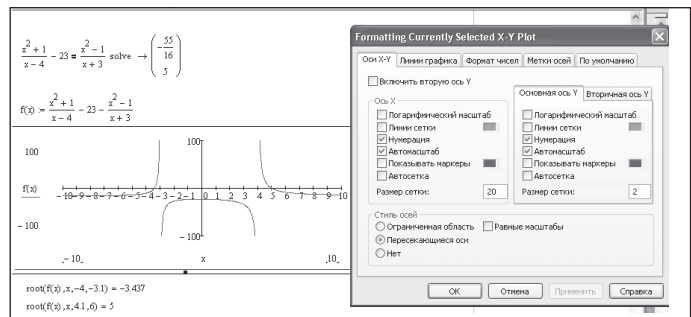 x² + 1 / x − 4 − 23 = x² − 1 / x + 3 solve → ( −55/16 5 )
f(x) := x² + 1 / x − 4 − 23 − x² − 1 / x + 3
100
100
f(x)
−10 −9 −8 −7 −6 −5 −4 −3 −2 −1 0 1 2 3 4 5 6 7 8 9 10
− 100
− 100
−10
x
10
root(f(x),x,−4,−3.1) = −3.437
root(f(x),x,4.1,6) = 5
Formatting Currently Selected X-Y Plot
Оси X-Y Линии графика Формат чисел Метки осей По умолчанию
Включить вторую ось Y
Ось X
Логарифмический масштаб
Линии сетки
Нумерация
Автомасштаб
Показывать маркеры
Автосетка
Размер сетки: 20
Основная ось Y Вторичная ось Y
Логарифмический масштаб
Линии сетки
Нумерация
Автомасштаб
Показывать маркеры
Автосетка
Размер сетки: 2
Стиль осей
Ограниченная область
Равные масштабы
Пересекающиеся оси
Нет
OK Отмена Применить Справка